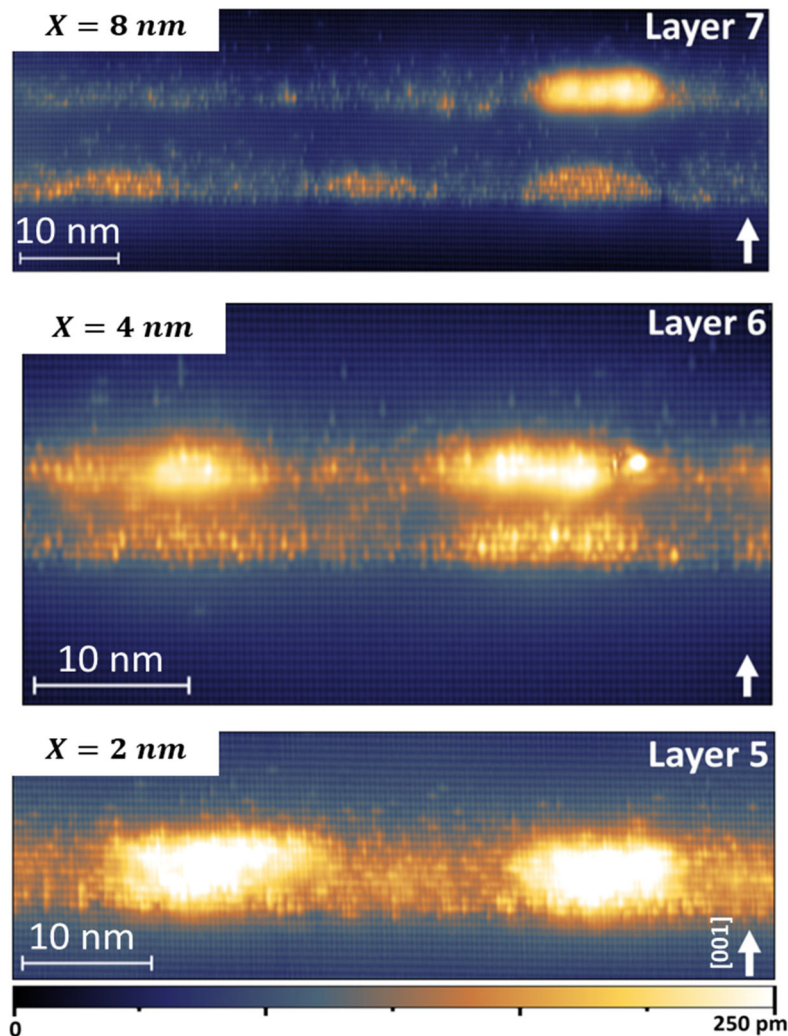 X = 8 nm
Layer 7
10 nm
X = 4 nm
Layer 6
10 nm
X = 2 nm
Layer 5
10 nm
[001]
0
250 pm